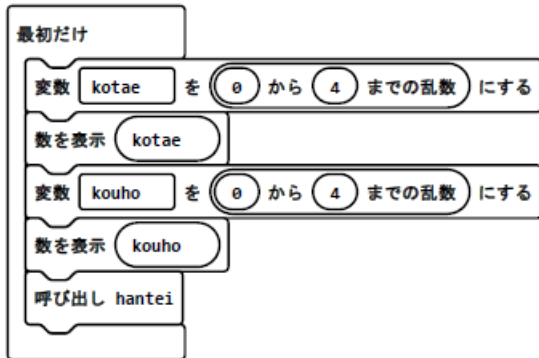 最初だけ
変数 kotae を 0 から 4 までの乱数 にする
数を表示 kotae
変数 kouho を 0 から 4 までの乱数 にする
数を表示 kouho
呼び出し hantei